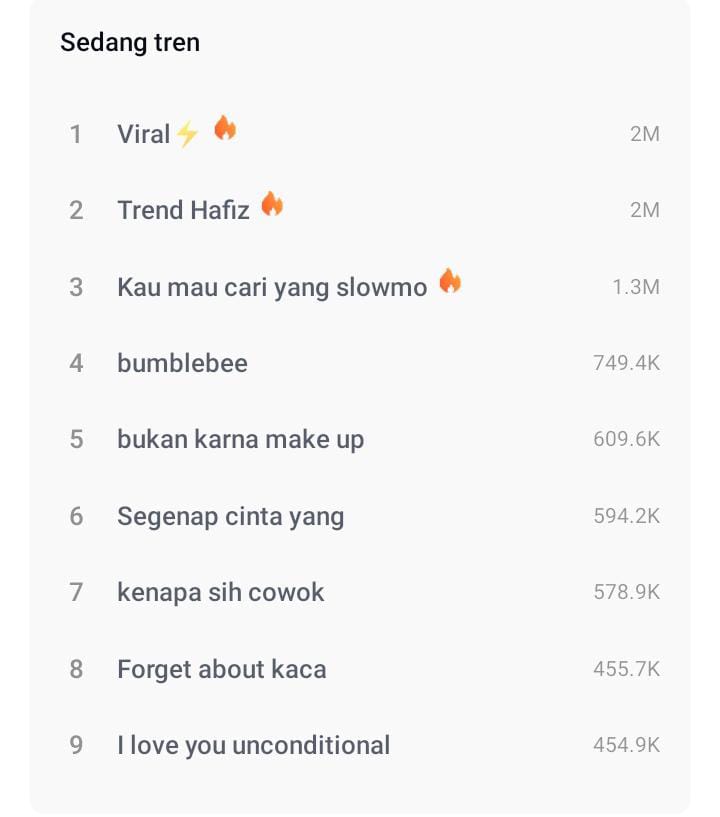 Sedang tren
1 Viral⚡ 🔥 2M
2 Trend Hafiz 🔥 2M
3 Kau mau cari yang slowmo 🔥 1.3M
4 bumblebee 749.4K
5 bukan karna make up 609.6K
6 Segenap cinta yang 594.2K
7 kenapa sih cowok 578.9K
8 Forget about kaca 455.7K
9 I love you unconditional 454.9K